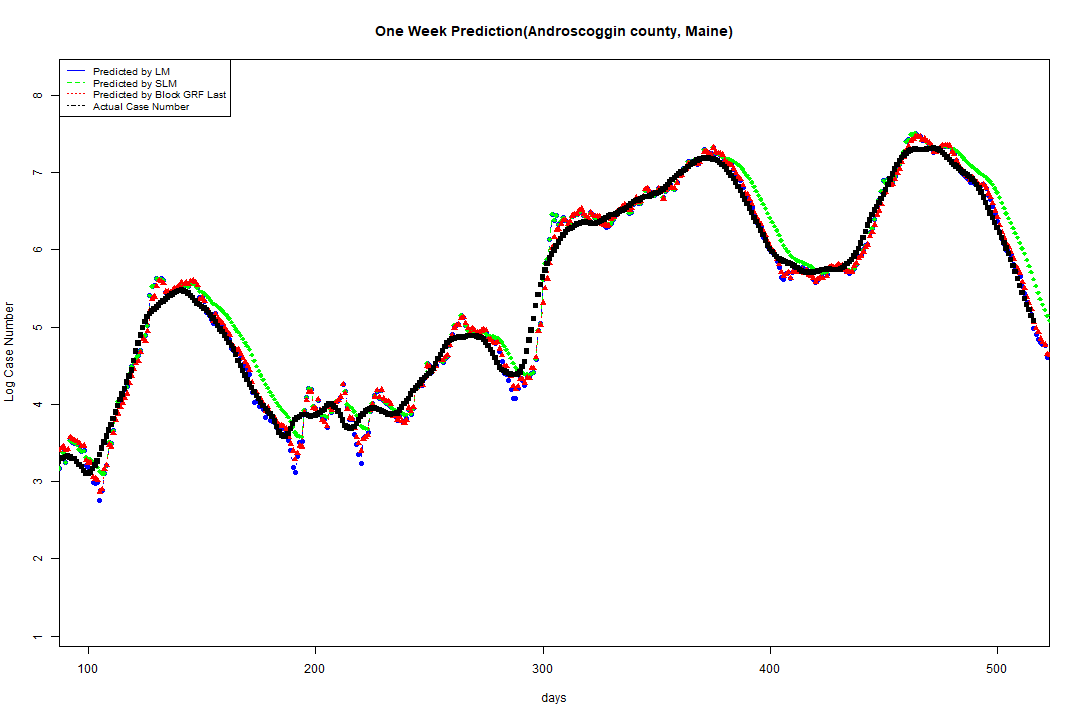 One Week Prediction(Androscoggin county, Maine)
Predicted by LM
Predicted by SLM
Predicted by Block GRF Last
Actual Case Number
8
7
6
5
4
3
2
1
Log Case Number
100 200 300 400 500
days